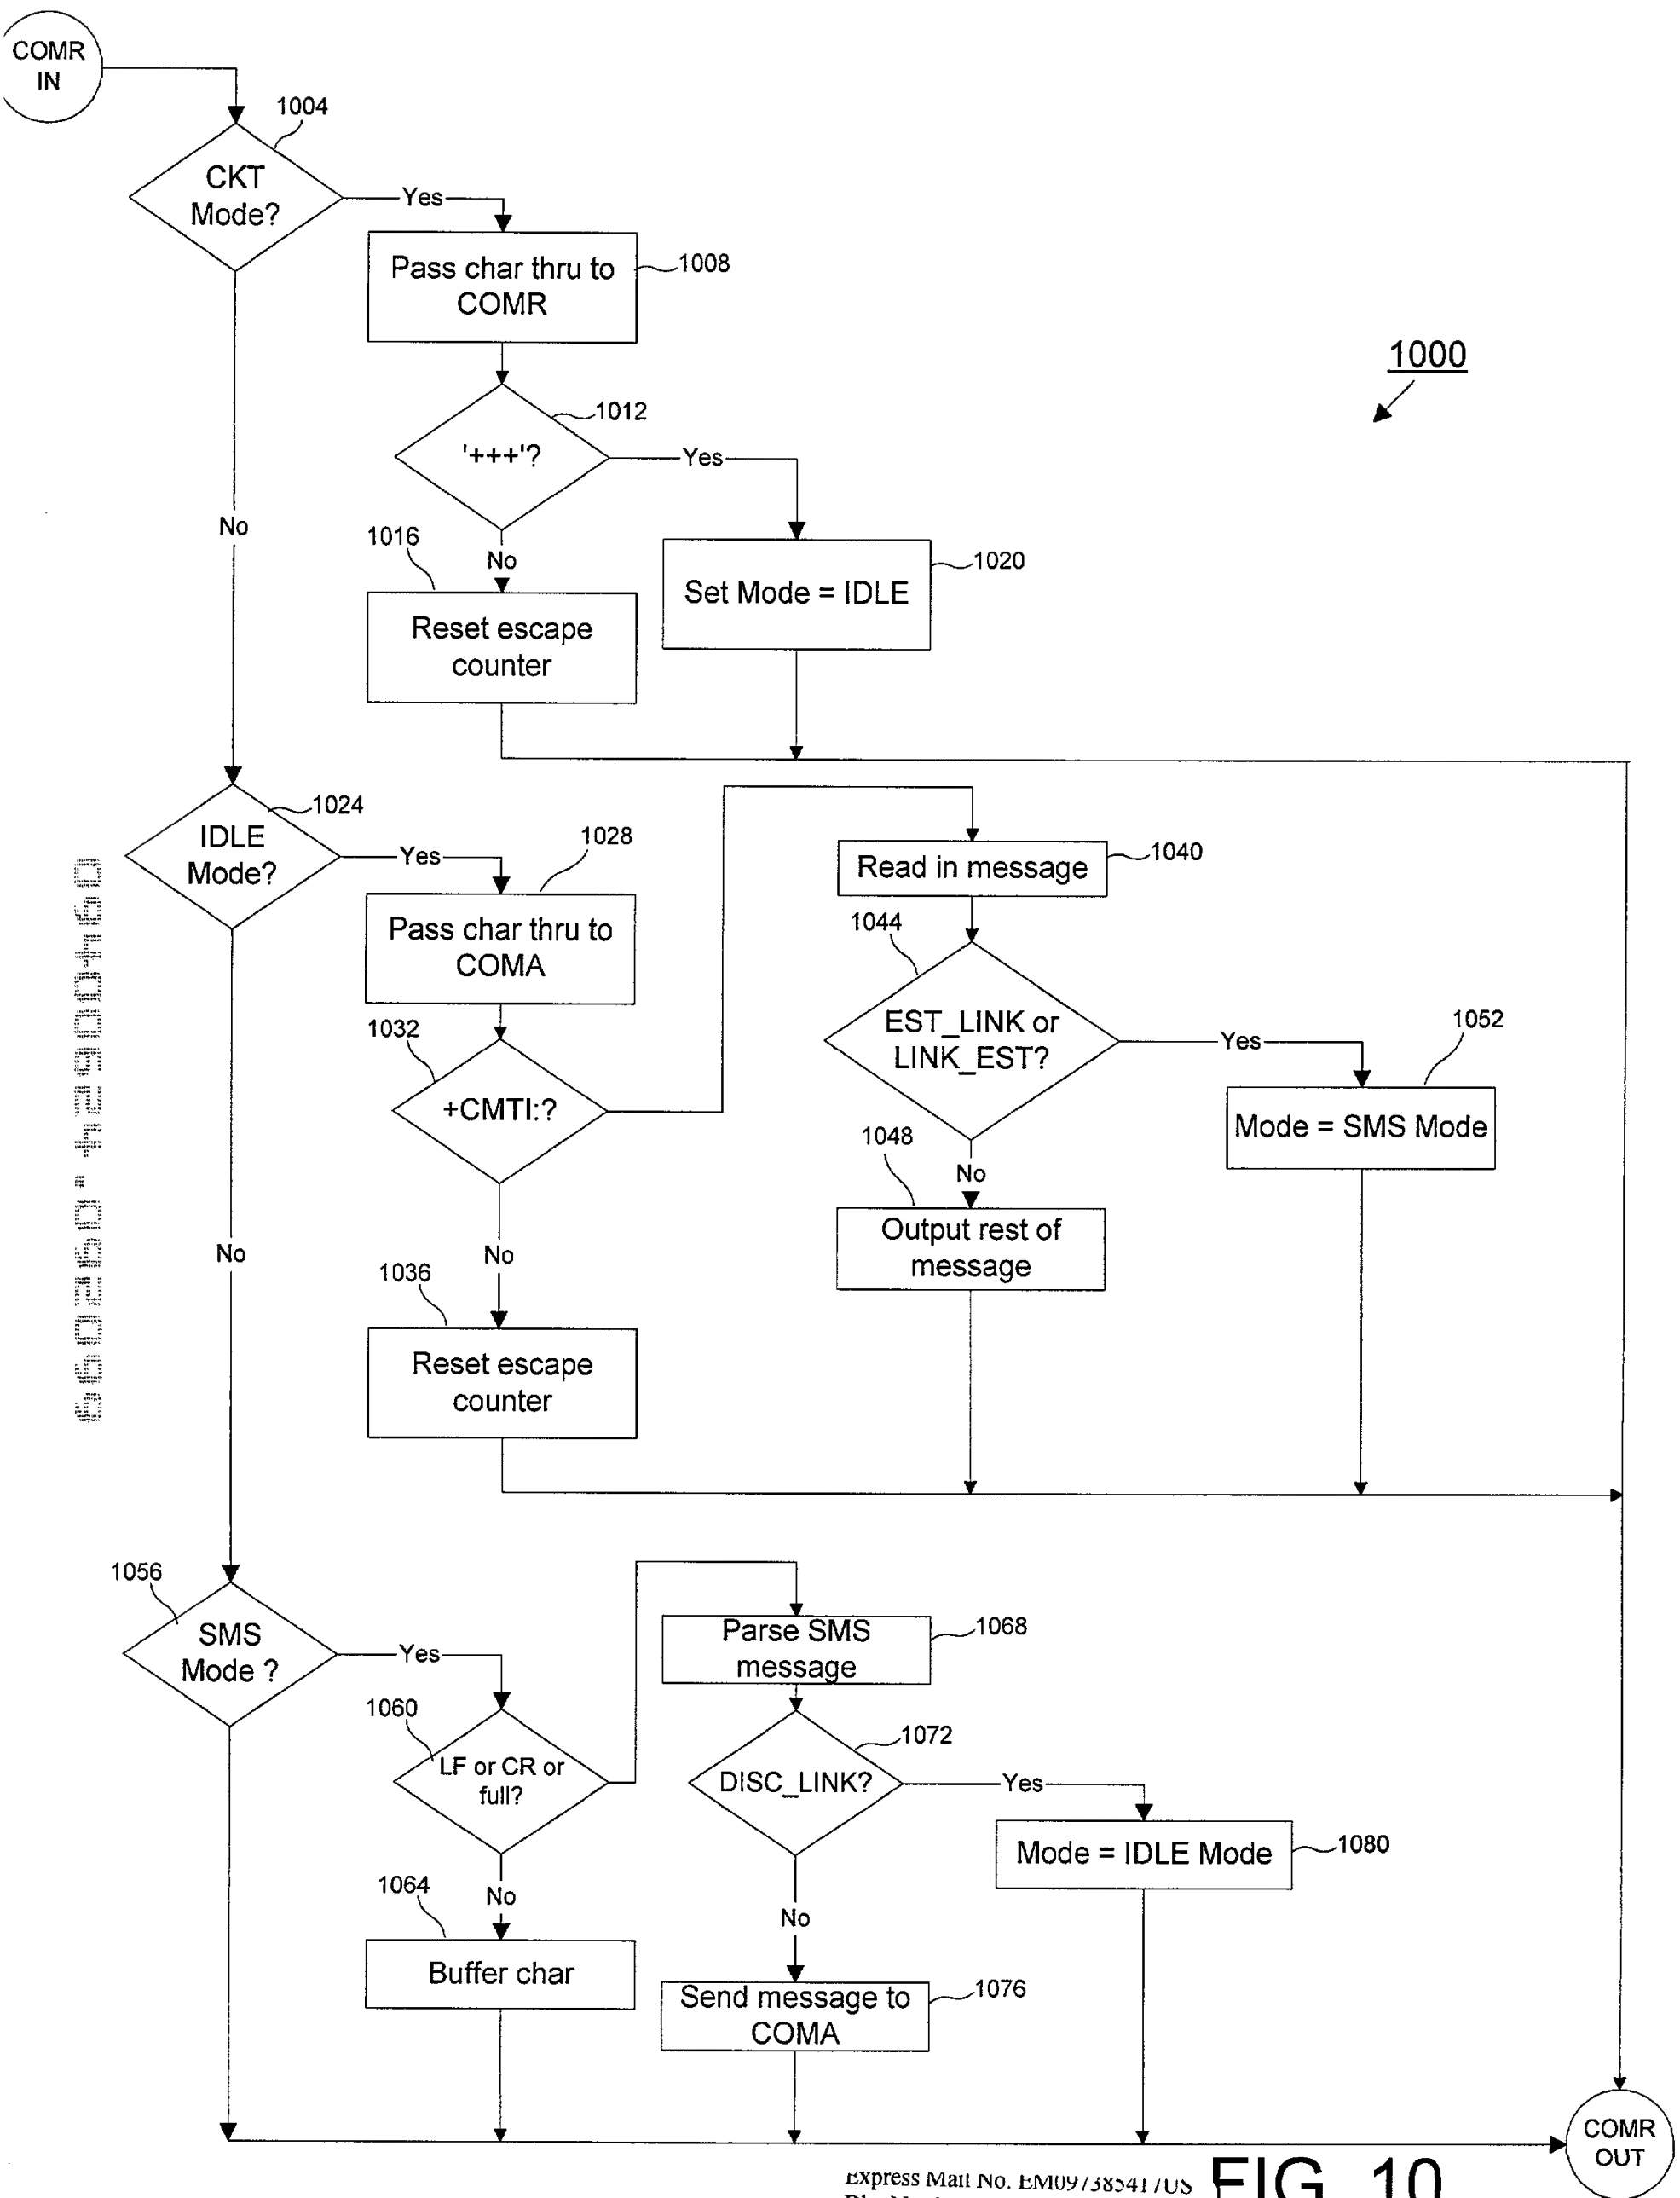 COMR
IN
1004
CKT
Mode?
Yes
Pass char thru to
COMR
1008
1000
1012
'+++'?
Yes
No
1016
No
Set Mode = IDLE
1020
Reset escape
counter
1024
IDLE
Mode?
Yes
1028
Pass char thru to
COMA
Read in message
1040
1044
1032
EST_LINK or
LINK_EST?
Yes
1052
+CMTI:?
Mode = SMS Mode
1048
No
No
No
Output rest of
message
1036
Reset escape
counter
1056
SMS
Mode ?
Yes
Parse SMS
message
1068
1060
LF or CR or
full?
1072
DISC_LINK?
Yes
Mode = IDLE Mode
1080
1064
No
No
Buffer char
Send message to
COMA
1076
COMR
OUT
Express Mail No.
FIG. 10